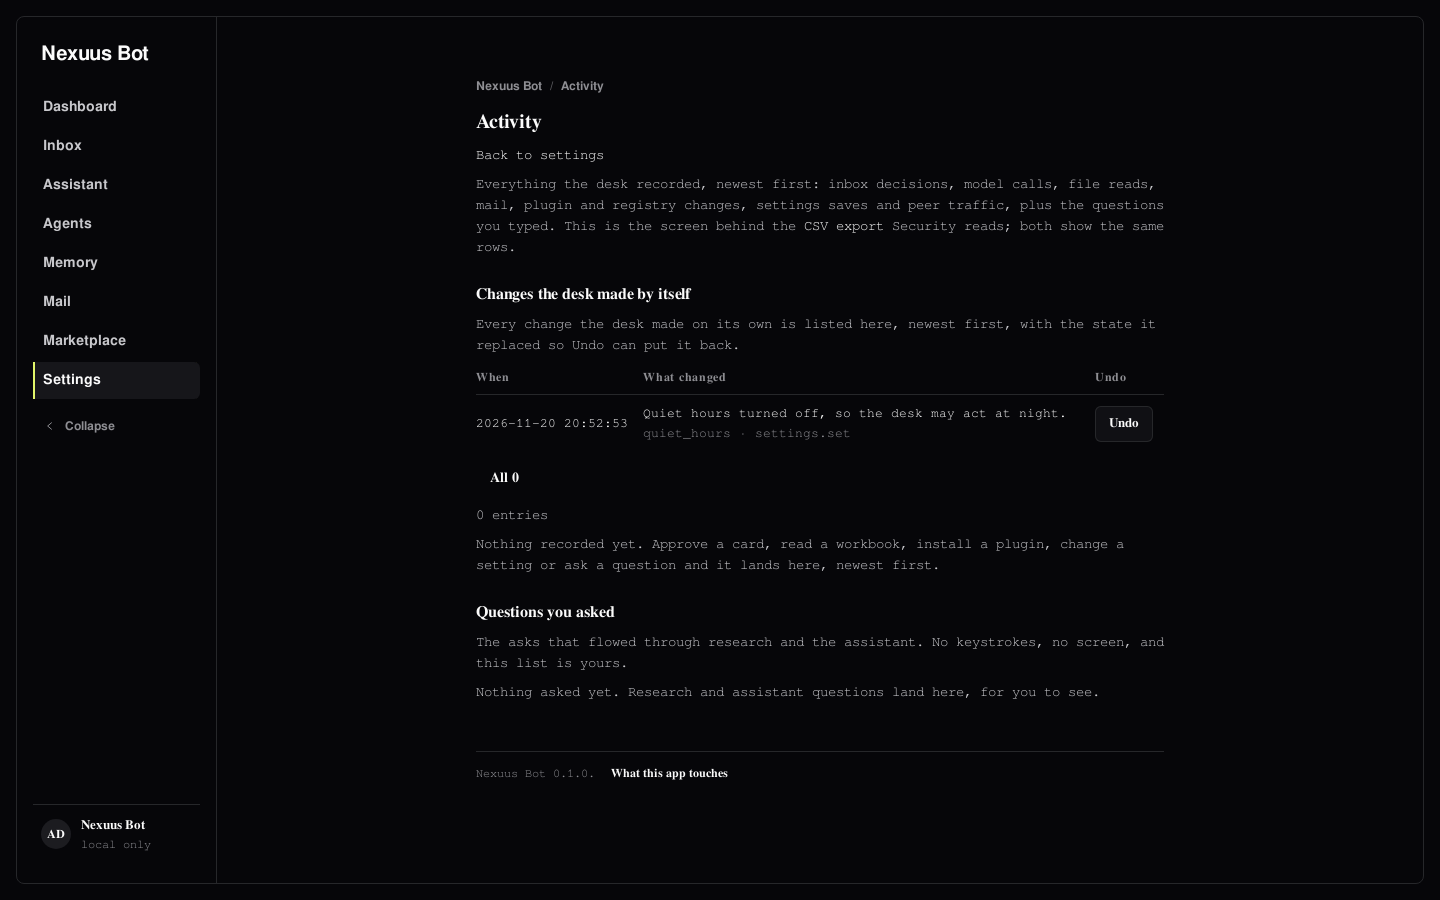 Nexuus Bot
Dashboard
Inbox
Assistant
Agents
Memory
Mail
Marketplace
Settings
Collapse
AD
Nexuus Bot
local only
Nexuus Bot / Activity
Activity
Back to settings
Everything the desk recorded, newest first: inbox decisions, model calls, file reads,
mail, plugin and registry changes, settings saves and peer traffic, plus the questions
you typed. This is the screen behind the CSV export Security reads; both show the same
rows.
Changes the desk made by itself
Every change the desk made on its own is listed here, newest first, with the state it
replaced so Undo can put it back.
When What changed Undo
2026-11-20 20:52:53 Quiet hours turned off, so the desk may act at night. Undo
quiet_hours · settings.set
All 0
0 entries
Nothing recorded yet. Approve a card, read a workbook, install a plugin, change a
setting or ask a question and it lands here, newest first.
Questions you asked
The asks that flowed through research and the assistant. No keystrokes, no screen, and
this list is yours.
Nothing asked yet. Research and assistant questions land here, for you to see.
Nexuus Bot 0.1.0. What this app touches